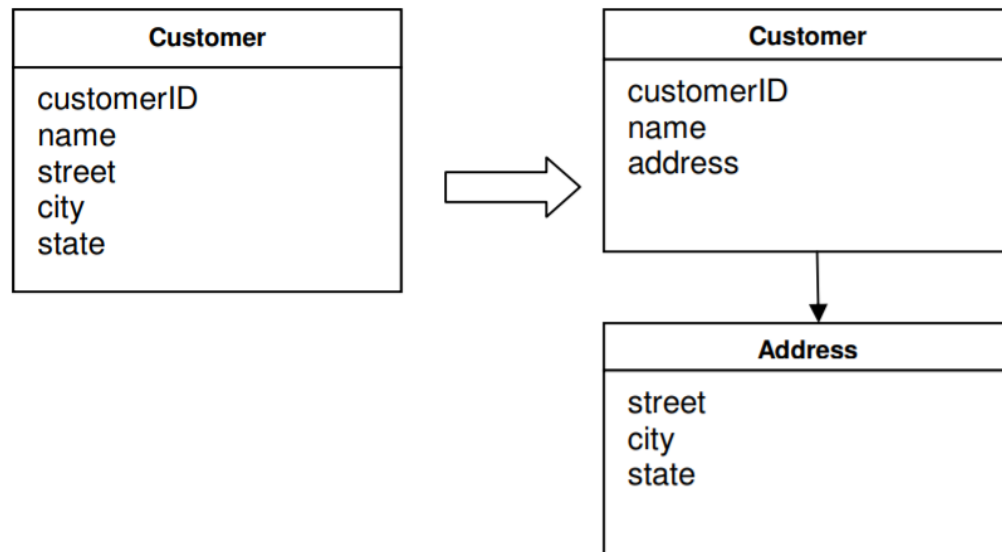 Customer
customerID
name
street
city
state
Customer
customerID
name
address
Address
street
city
state